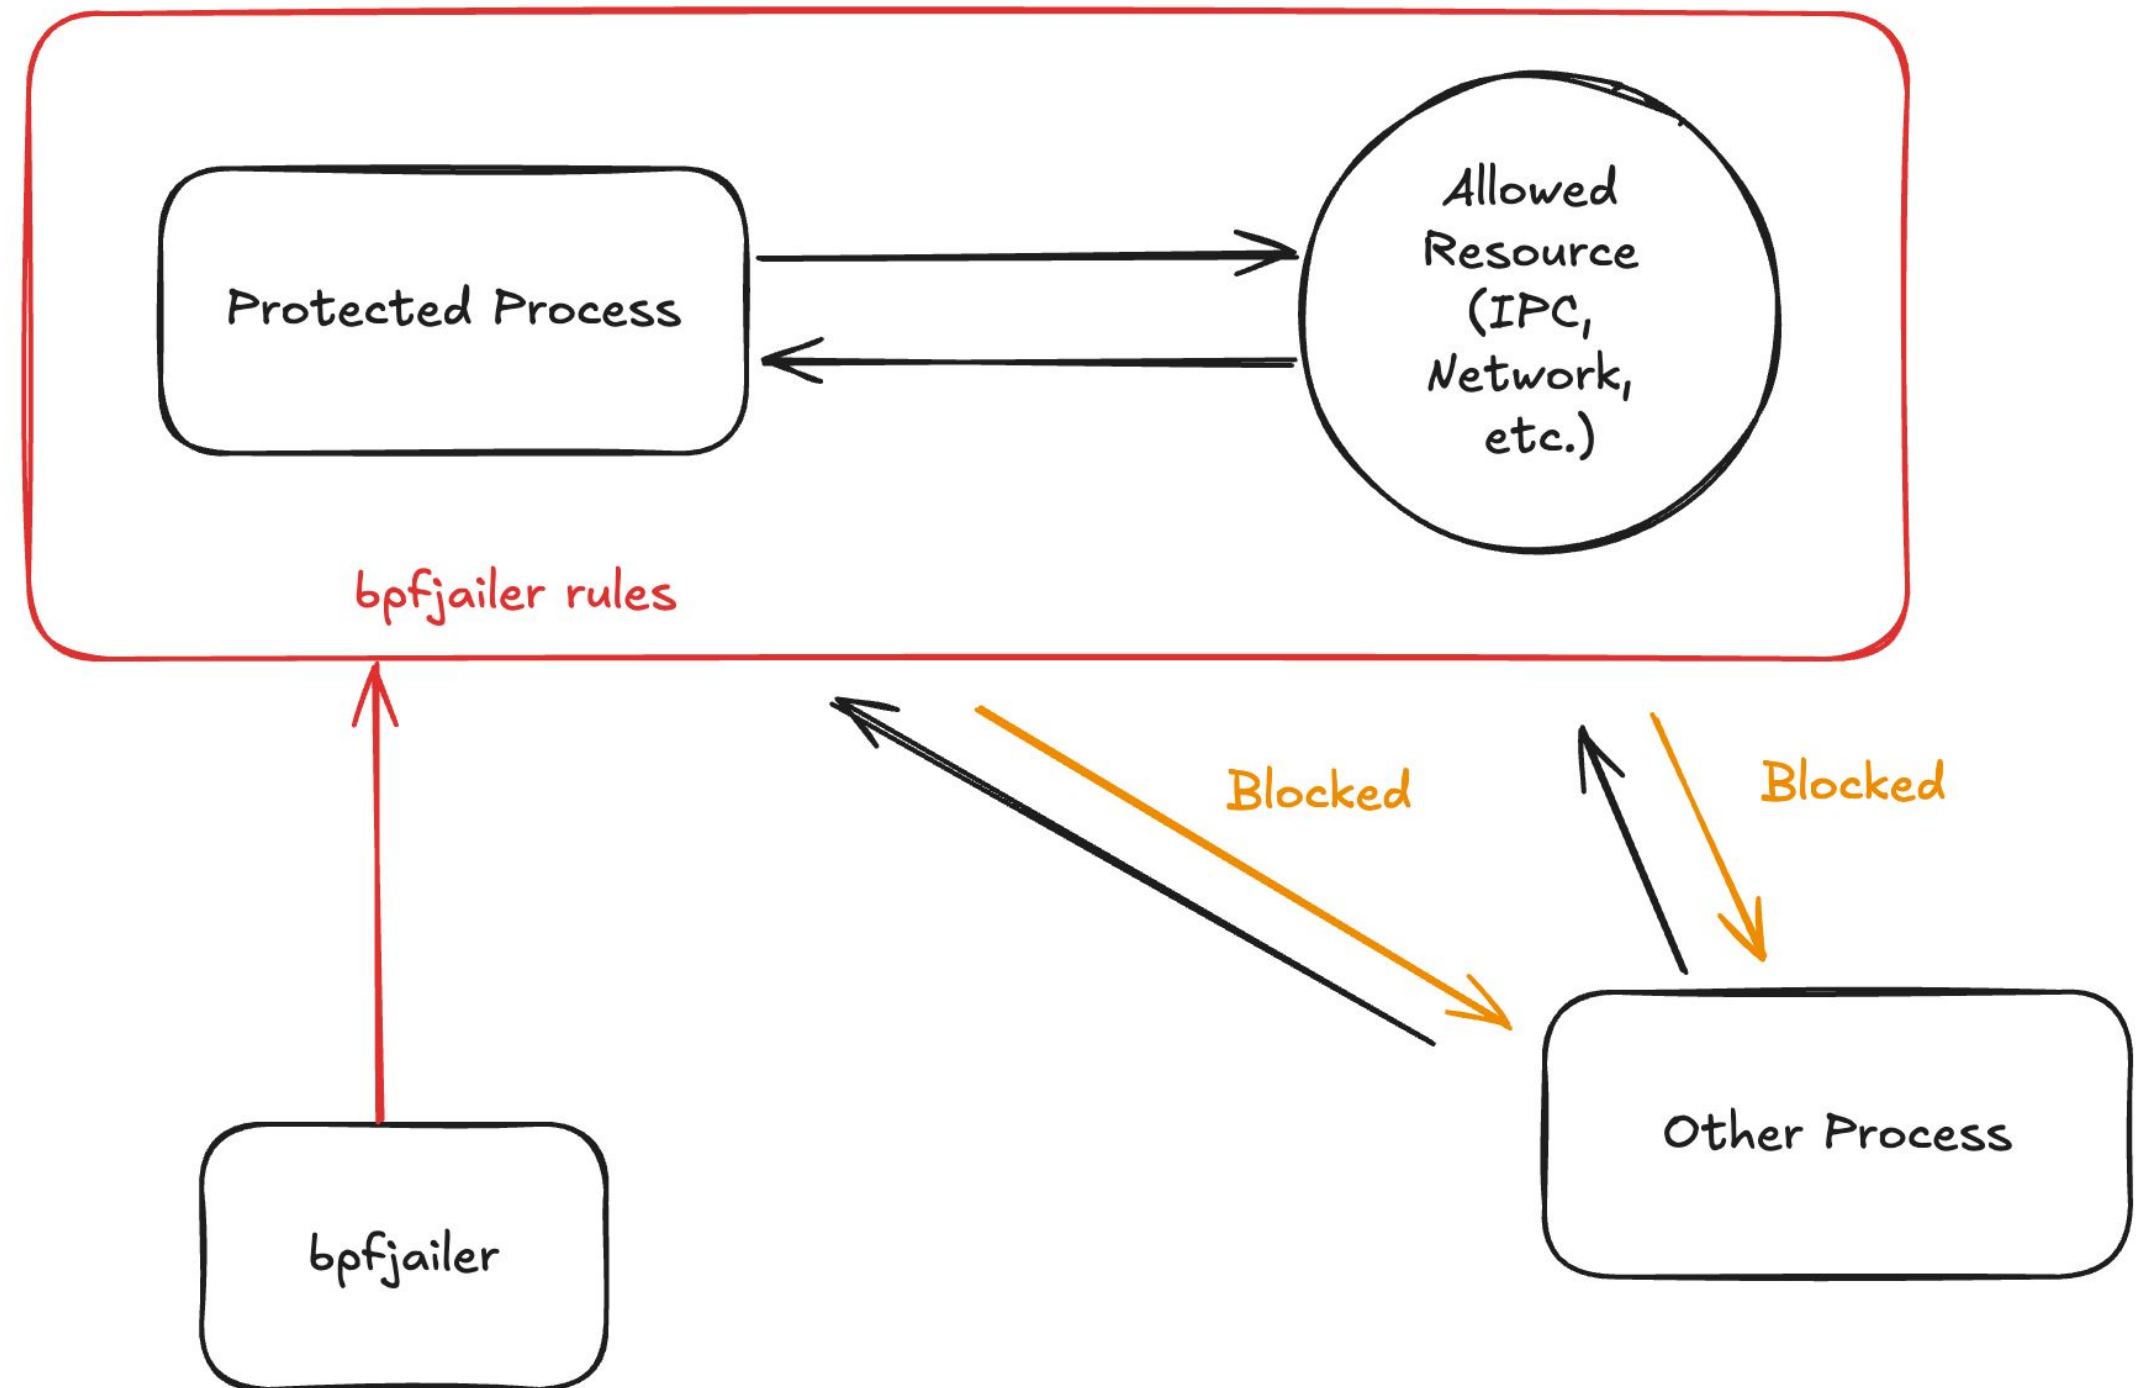 Protected Process
Allowed
Resource
(IPC,
Network,
etc.)
bpfjailer rules
Blocked
Blocked
Other Process
bpfjailer